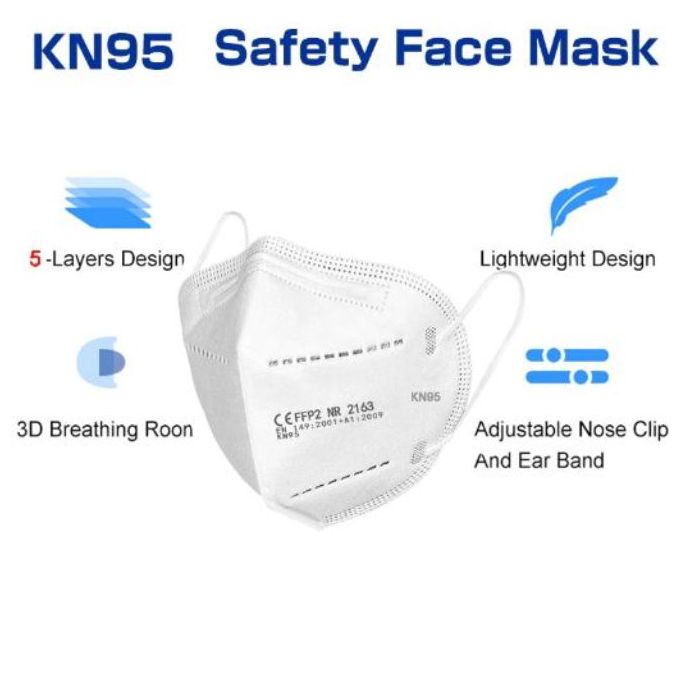 KN95 Safety Face Mask
5-Layers Design
Lightweight Design
3D Breathing Roon
Adjustable Nose Clip
And Ear Band
KN95
CE FFP2 NR 2163
EN 149:2001+A1:2009
KN95